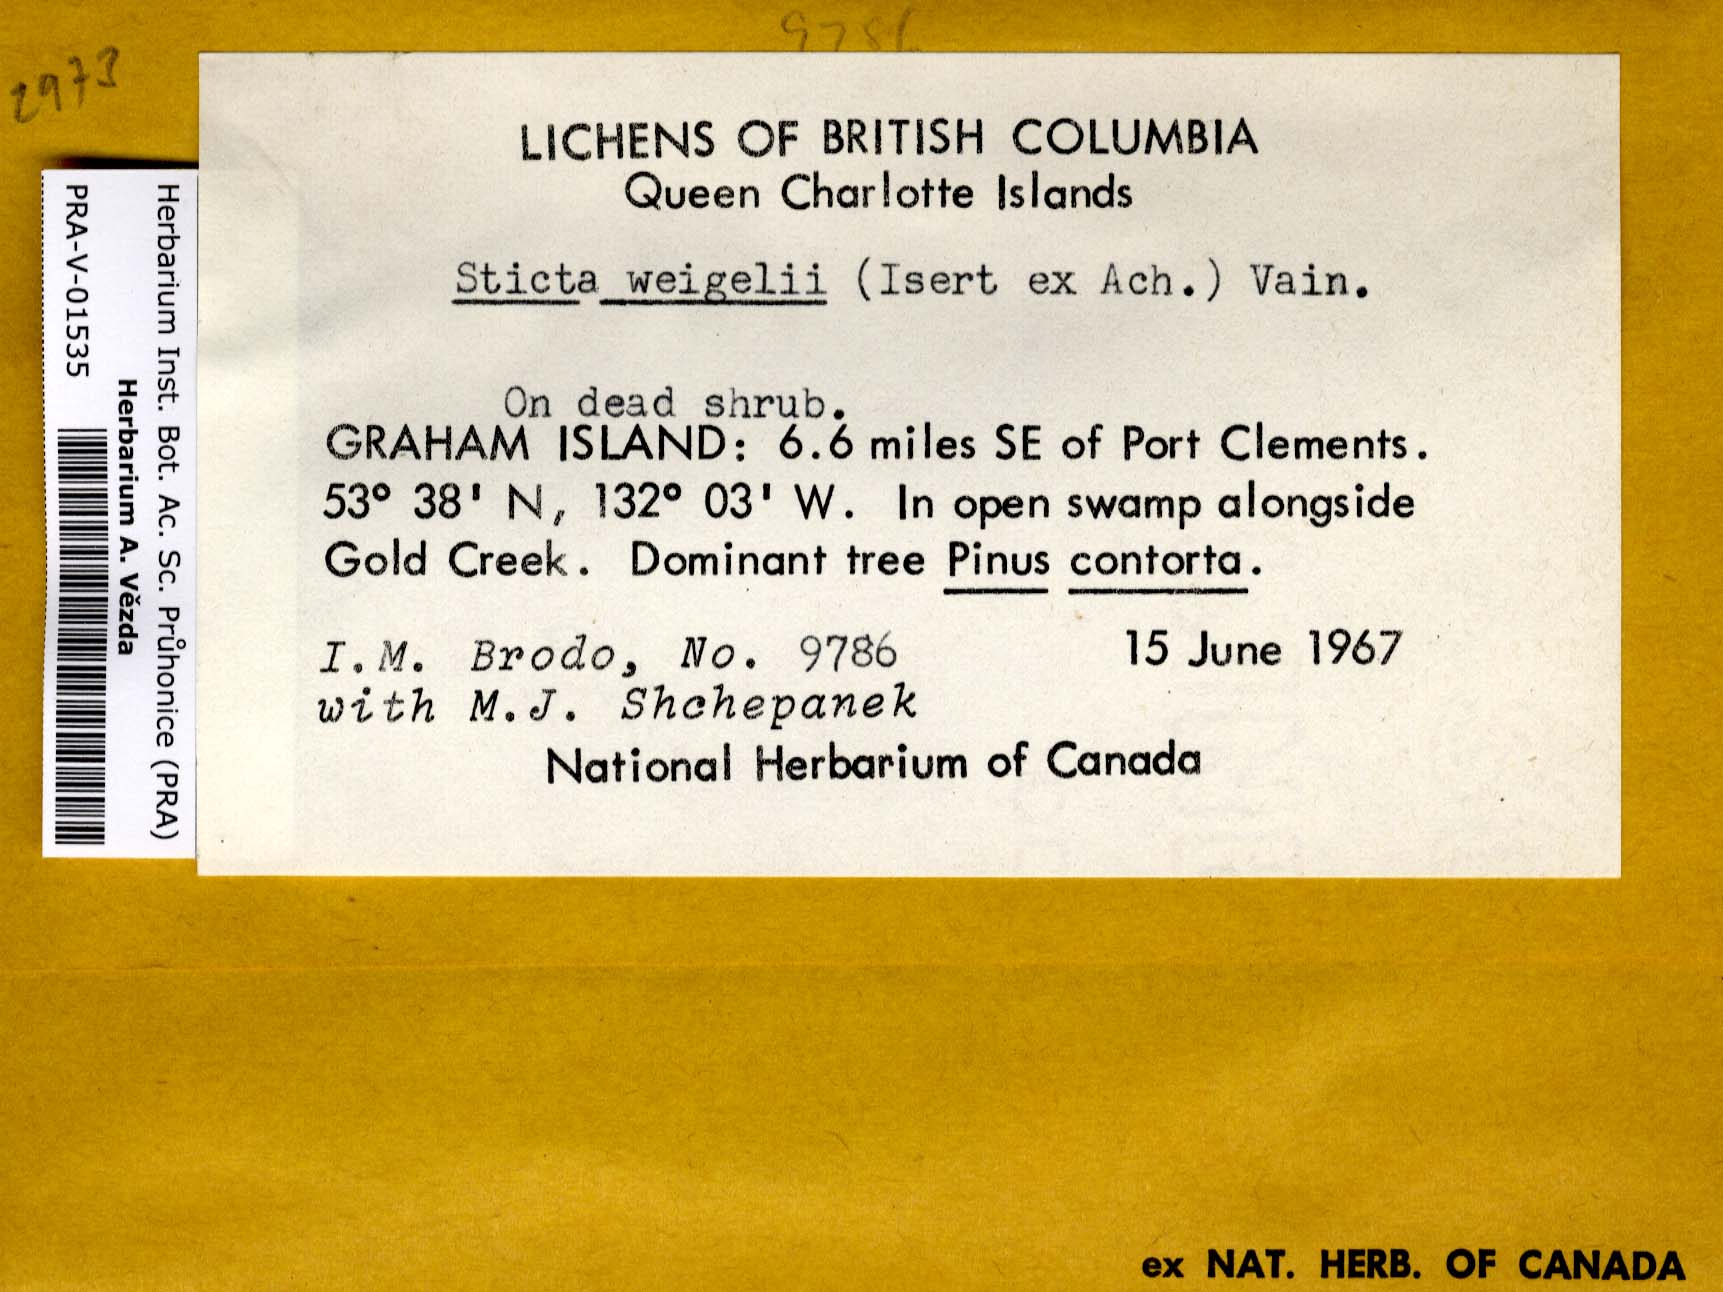 9786
2973
LICHENS OF BRITISH COLUMBIA
Queen Charlotte Islands
Sticta weigelii (Isert ex Ach.) Vain.
On dead shrub.
GRAHAM ISLAND: 6.6 miles SE of Port Clements.
53° 38' N, 132° 03' W. In open swamp alongside
Gold Creek. Dominant tree Pinus contorta.
I.M. Brodo, No. 9786 15 June 1967
with M.J. Shchepanek
National Herbarium of Canada
Herbarium Inst. Bot. Ac. Sc. Průhonice (PRA)
Herbarium A. Vězda
PRA-V-01535
ex NAT. HERB. OF CANADA